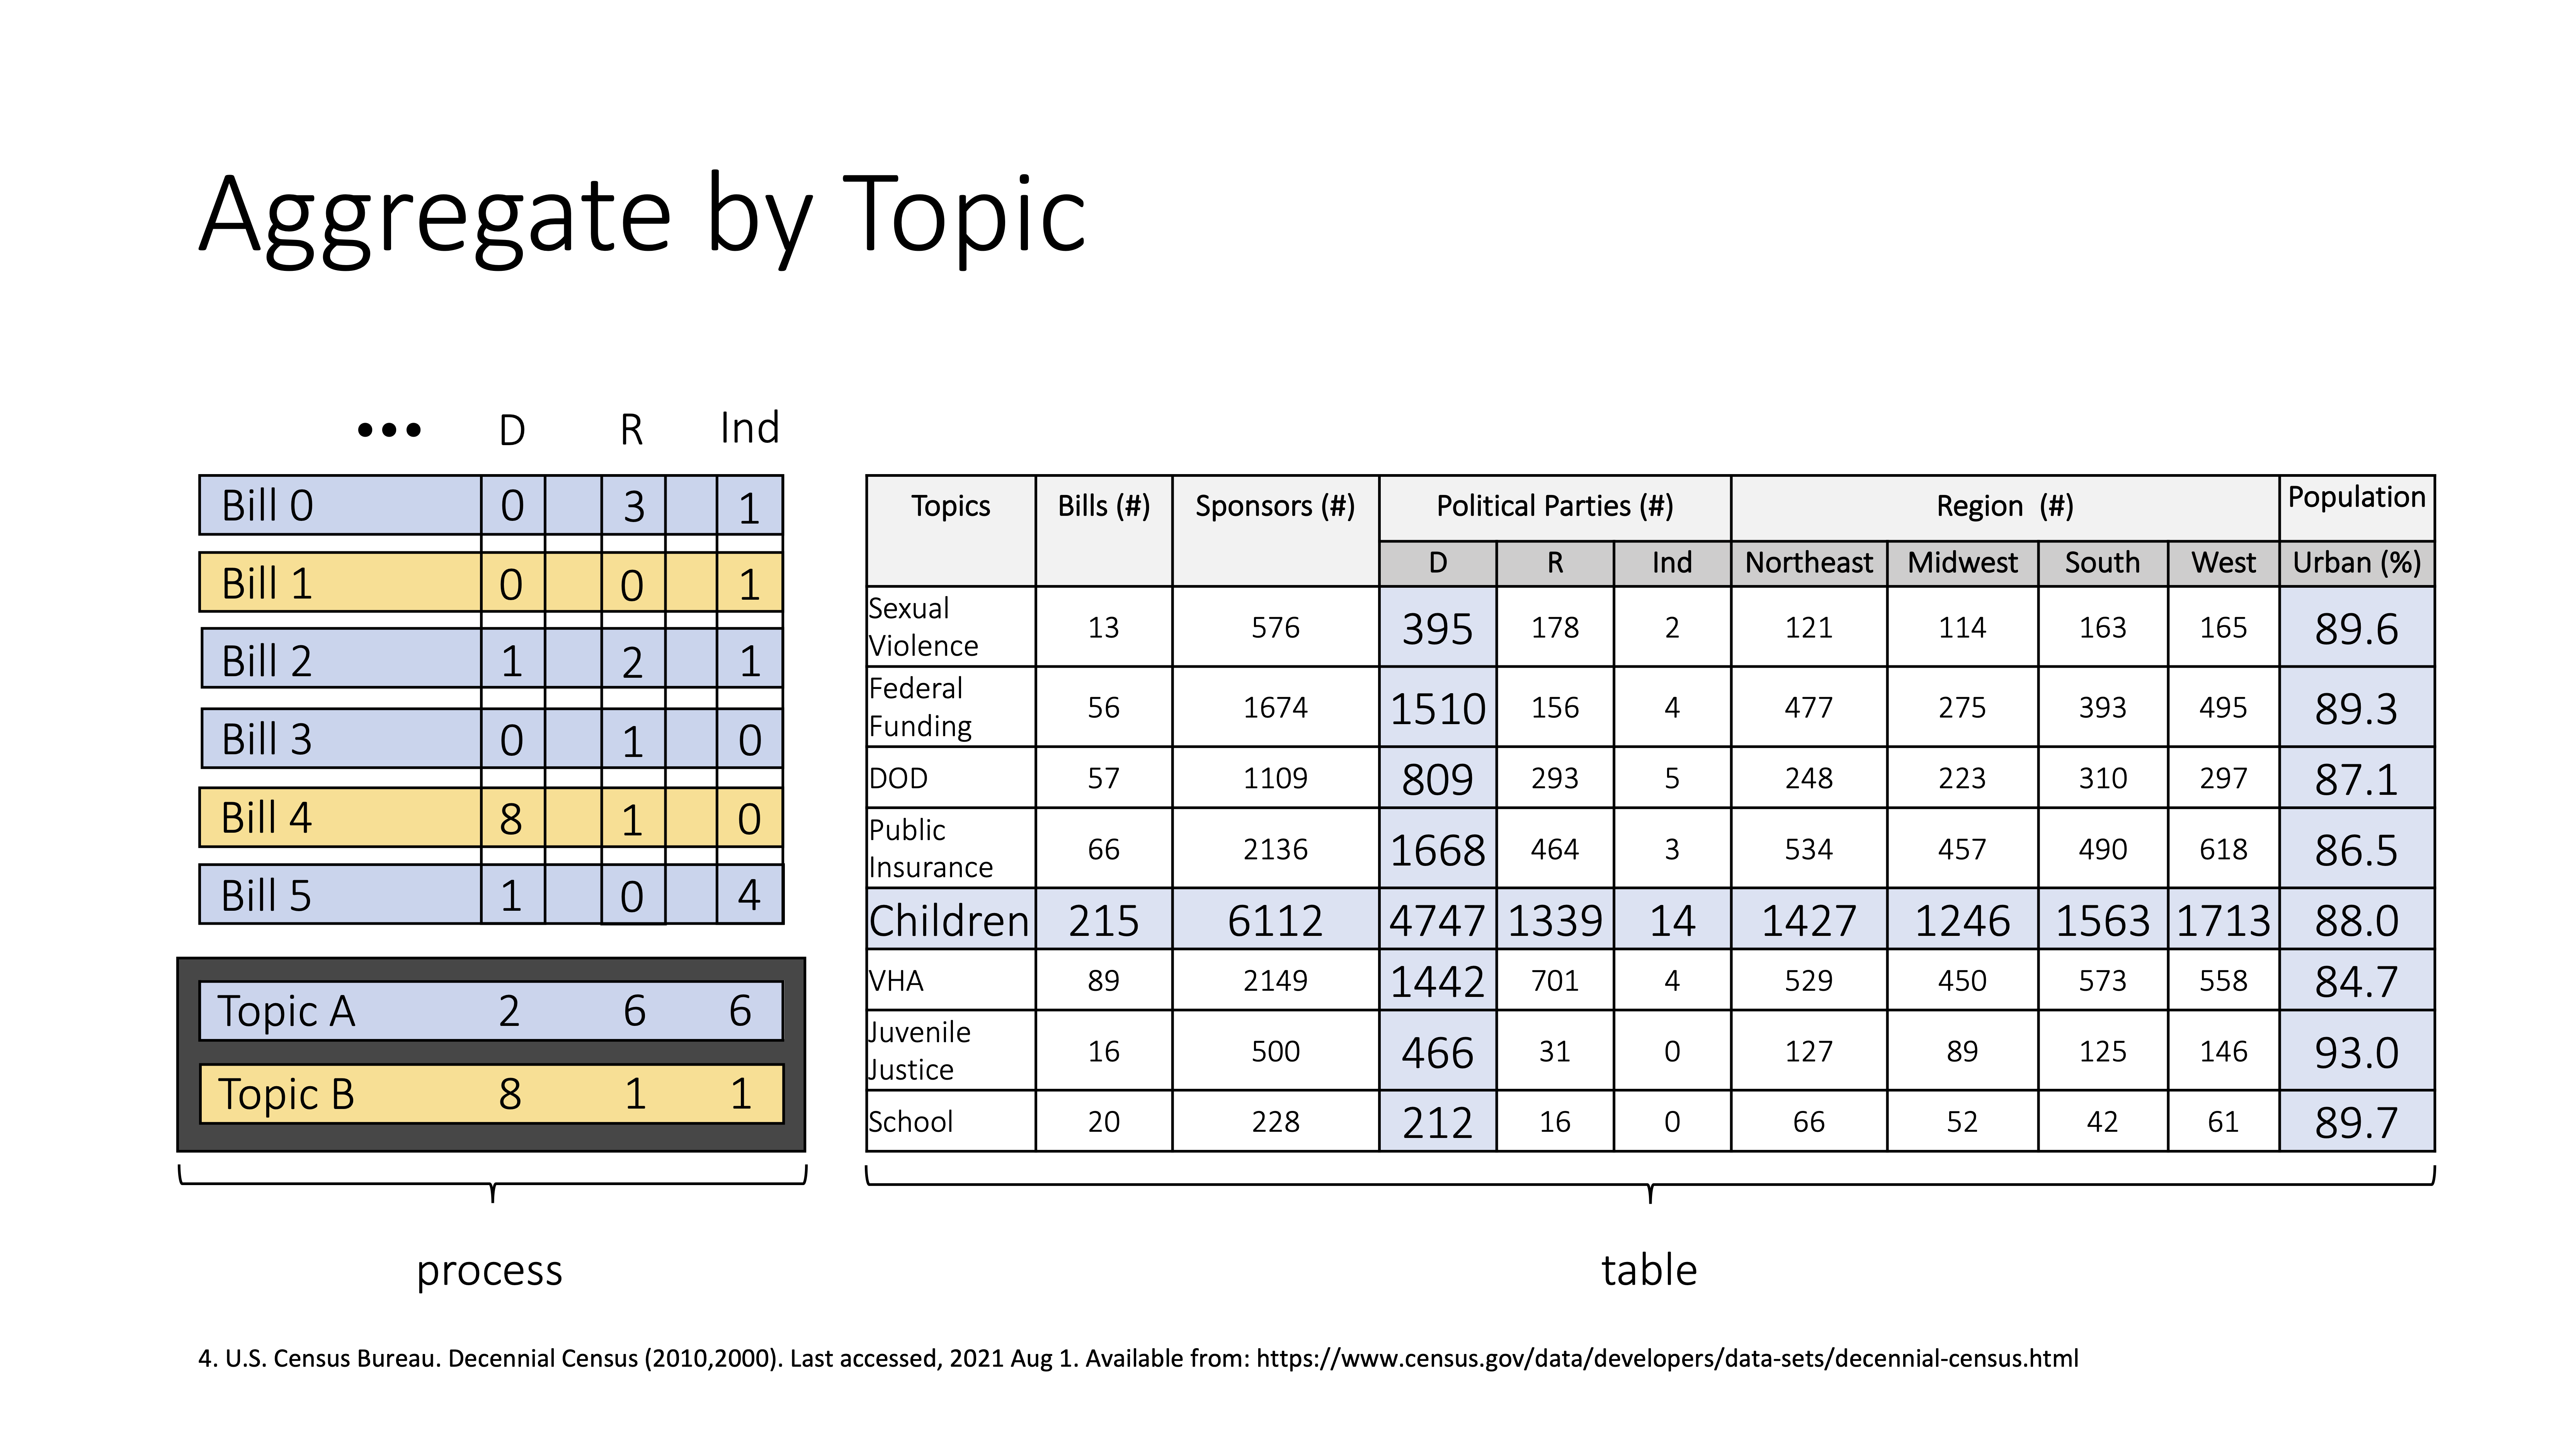 Aggregate by Topic
••• D R Ind
Bill 0 0 3 1
Bill 1 0 0 1
Bill 2 1 2 1
Bill 3 0 1 0
Bill 4 8 1 0
Bill 5 1 0 4
Topic A 2 6 6
Topic B 8 1 1
process
Topics Bills (#) Sponsors (#) Political Parties (#) Region (#) Population
D R Ind Northeast Midwest South West Urban (%)
Sexual
Violence 13 576 395 178 2 121 114 163 165 89.6
Federal
Funding 56 1674 1510 156 4 477 275 393 495 89.3
DOD 57 1109 809 293 5 248 223 310 297 87.1
Public
Insurance 66 2136 1668 464 3 534 457 490 618 86.5
Children 215 6112 4747 1339 14 1427 1246 1563 1713 88.0
VHA 89 2149 1442 701 4 529 450 573 558 84.7
Juvenile
Justice 16 500 466 31 0 127 89 125 146 93.0
School 20 228 212 16 0 66 52 42 61 89.7
table
4. U.S. Census Bureau. Decennial Census (2010,2000). Last accessed, 2021 Aug 1. Available from: https://www.census.gov/data/developers/data-sets/decennial-census.html